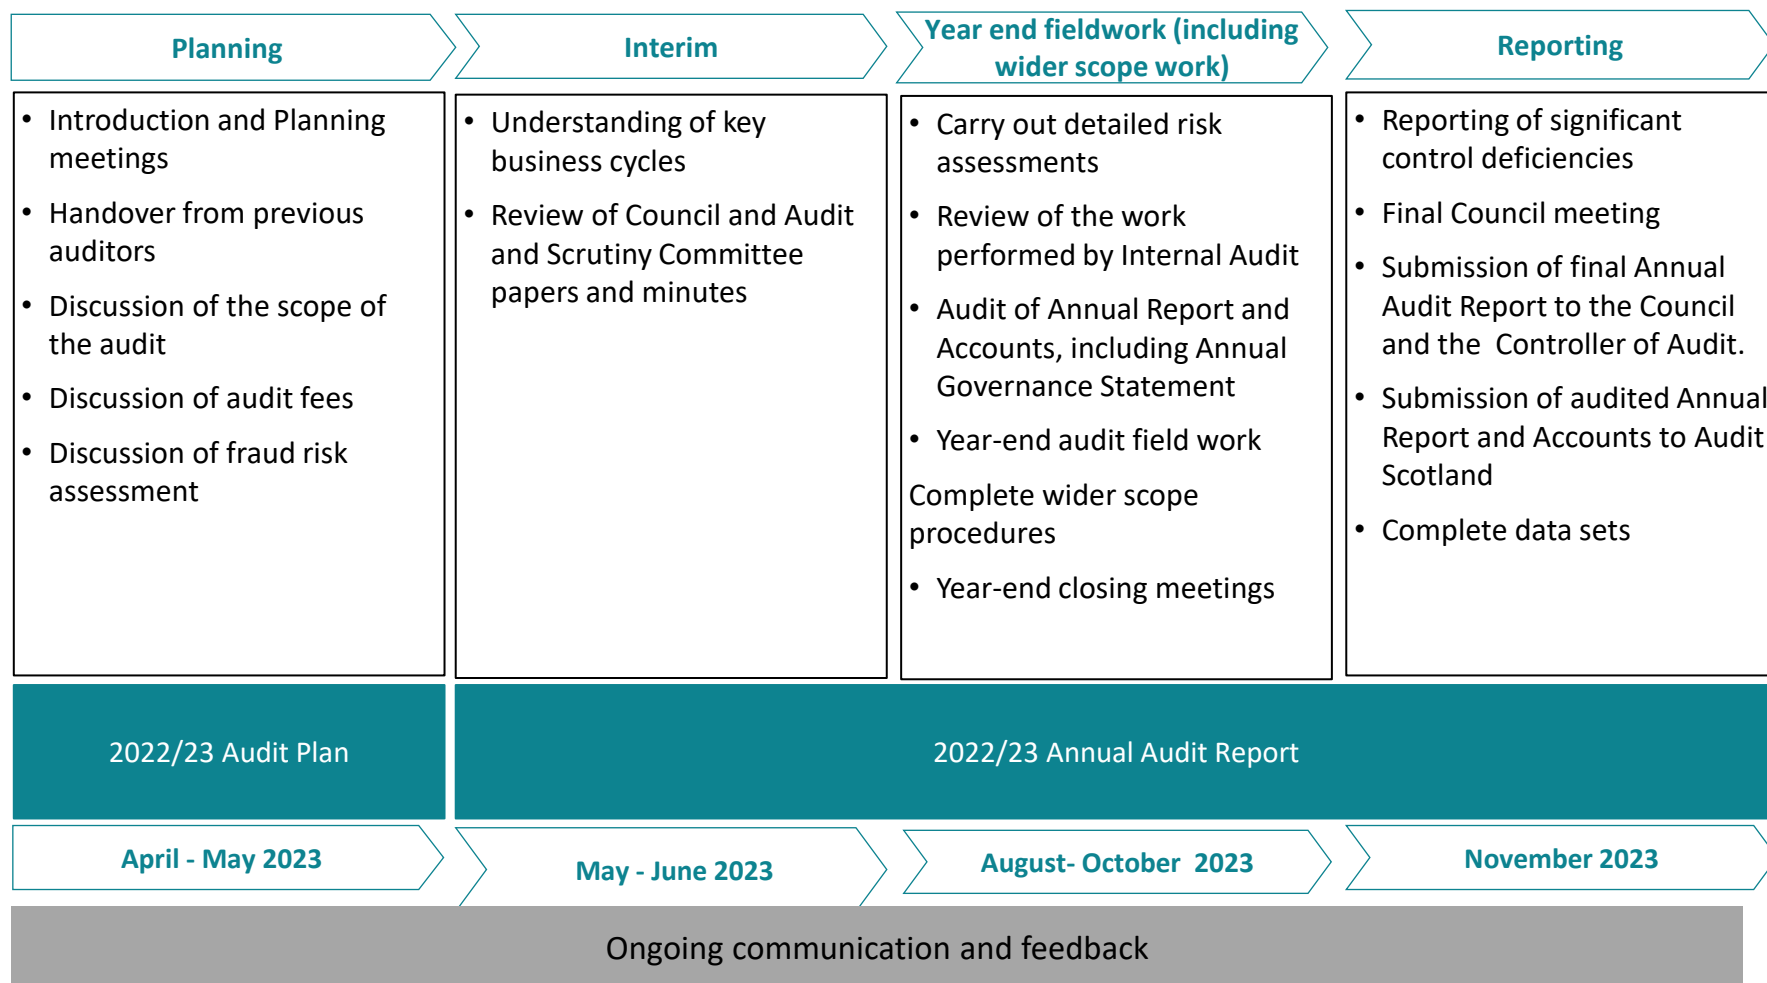 Planning
Interim
Year end fieldwork (including
wider scope work)
Reporting
• Introduction and Planning
meetings
• Handover from previous
auditors
• Discussion of the scope of
the audit
• Discussion of audit fees
• Discussion of fraud risk
assessment
• Understanding of key
business cycles
• Review of Council and Audit
and Scrutiny Committee
papers and minutes
• Carry out detailed risk
assessments
• Review of the work
performed by Internal Audit
• Audit of Annual Report and
Accounts, including Annual
Governance Statement
• Year-end audit field work
Complete wider scope
procedures
• Year-end closing meetings
• Reporting of significant
control deficiencies
• Final Council meeting
• Submission of final Annual
Audit Report to the Council
and the  Controller of Audit.
• Submission of audited Annual
Report and Accounts to Audit
Scotland
• Complete data sets
2022/23 Audit Plan
2022/23 Annual Audit Report
April - May 2023
May - June 2023
August- October  2023
November 2023
Ongoing communication and feedback